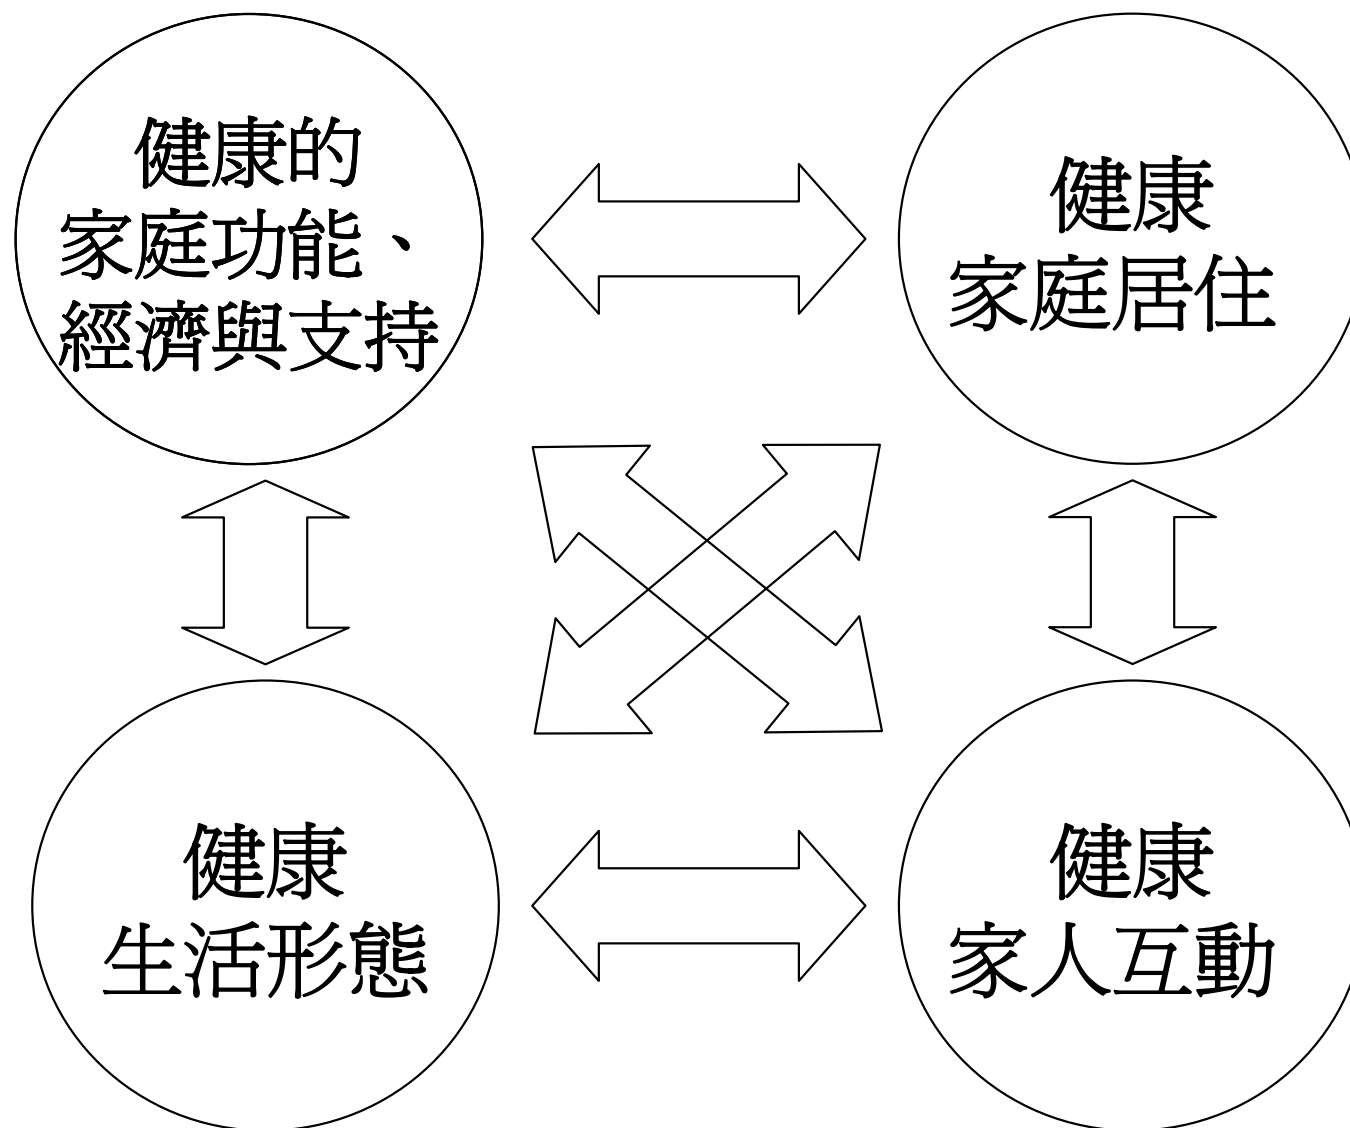 健康的
家庭功能、
經濟與支持
健康
家庭居住
健康
生活形態
健康
家人互動